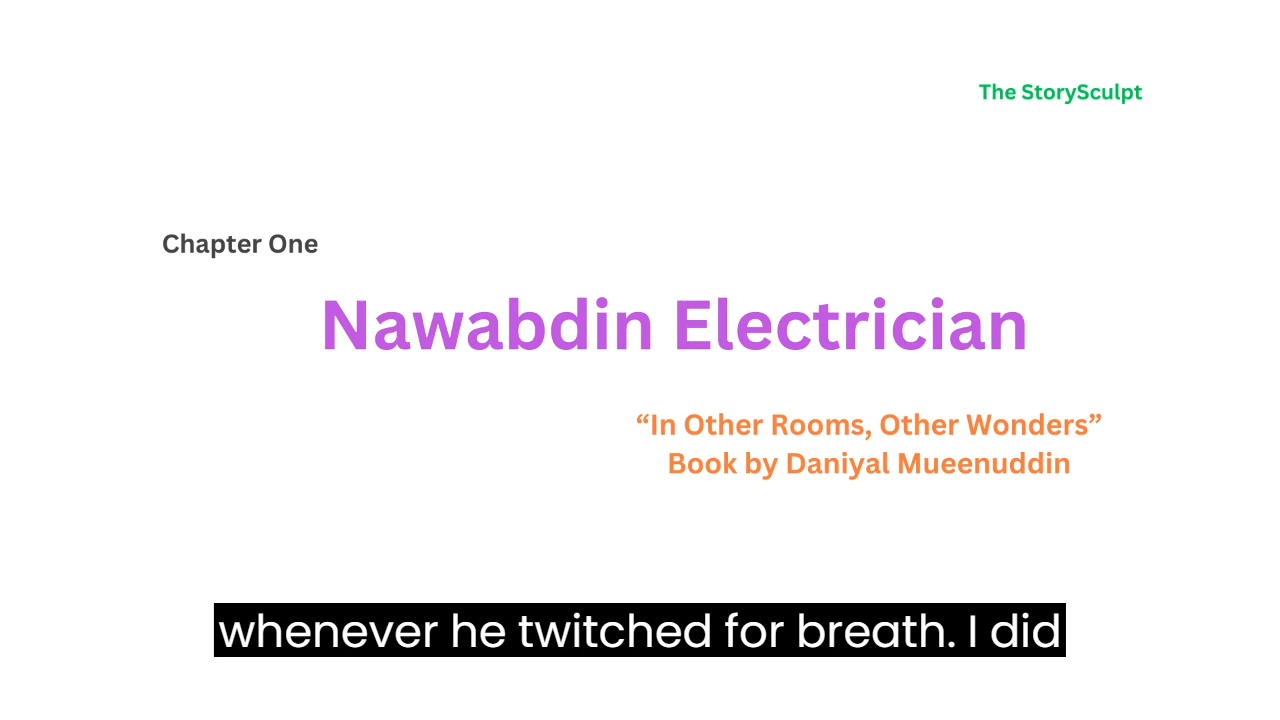 The StorySculpt
Chapter One
Nawabdin Electrician
“In Other Rooms, Other Wonders”
Book by Daniyal Mueenuddin
whenever he twitched for breath. I did